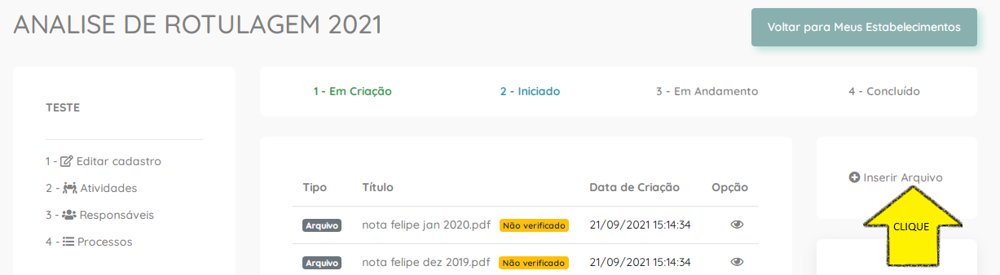 ANALISE DE ROTULAGEM 2021
Voltar para Meus Estabelecimentos
TESTE
1 - Editar cadastro
2 - Atividades
3 - Responsáveis
4 - Processos
1 - Em Criação 2 - Iniciado 3 - Em Andamento 4 - Concluído
Tipo Título Data de Criação Opção
Arquivo nota felipe jan 2020.pdf Não verificado 21/09/2021 15:14:34
Arquivo nota felipe dez 2019.pdf Não verificado 21/09/2021 15:14:34
Inserir Arquivo
CLIQUE